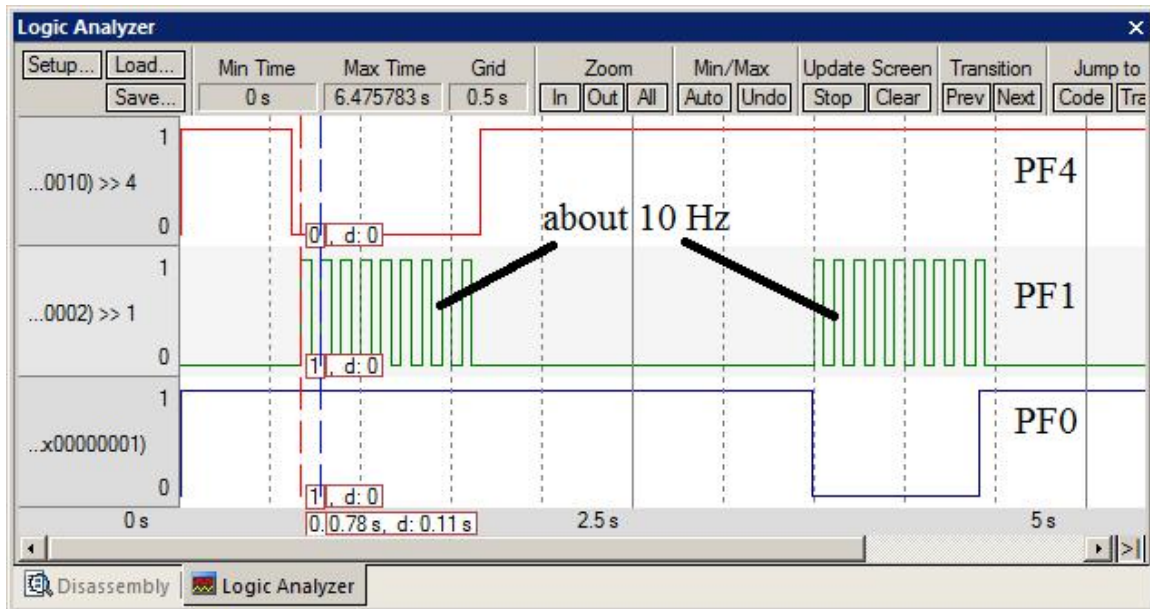 Logic Analyzer
Setup... Load... Min Time Max Time Grid Zoom Min/Max Update Screen Transition Jump to
Save... 0 s 6.475783 s 0.5 s In Out All Auto Undo Stop Clear Prev Next Code Tra
1
...0010) >> 4 PF4
0 0 , d: 0
about 10 Hz
1
...0002) >> 1 PF1
0 1 , d: 0
1
...x00000001) PF0
0 1 , d: 0
0 s 0. 0.78 s, d: 0.11 s 2.5 s 5 s
Disassembly Logic Analyzer